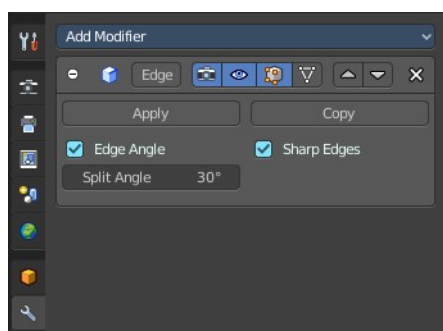 Add Modifier
Edge
Apply Copy
Edge Angle Sharp Edges
Split Angle 30°